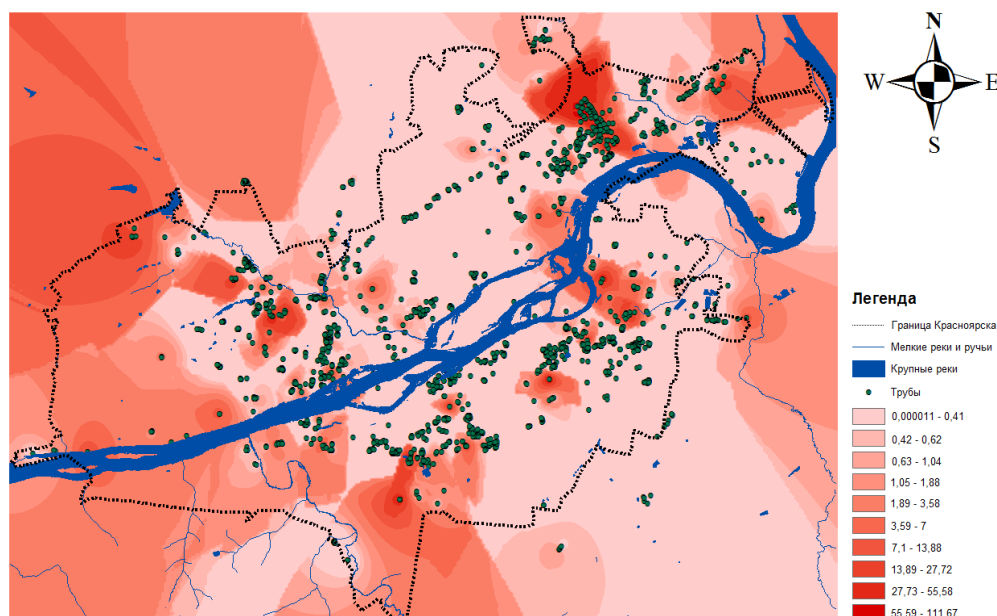 N
W
E
S
Легенда
Граница Красноярска
Мелкие реки и ручьи
Крупные реки
Трубы
0,000011 - 0,41
0,42 - 0,62
0,63 - 1,04
1,05 - 1,88
1,89 - 3,58
3,59 - 7
7,1 - 13,88
13,89 - 27,72
27,73 - 55,58
55,59 - 111,67